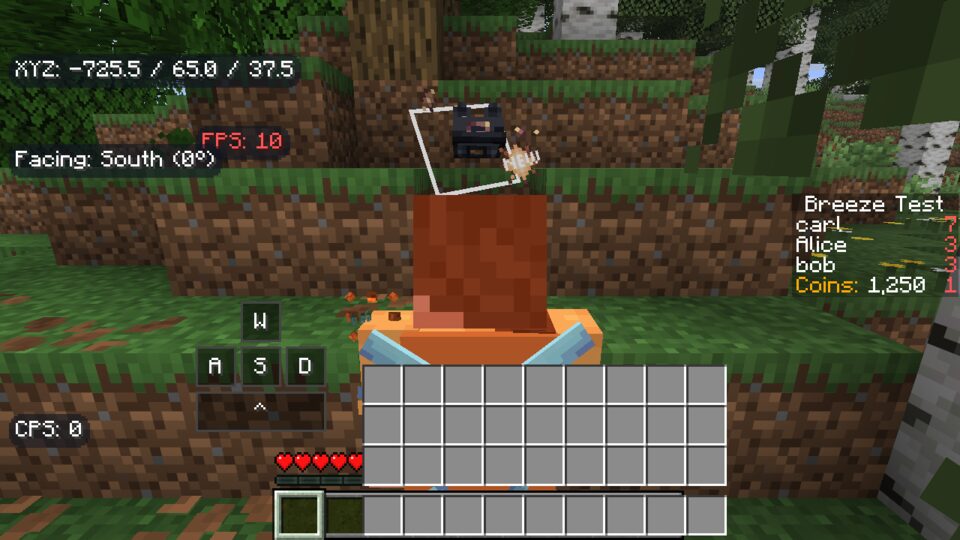 XYZ: -725.5 / 65.0 / 37.5
FPS: 10
Facing: South (0°)
NEW
Breeze Test
carl 7
Alice 3
bob 3
Coins: 1,250 1
W
A S D
^
CPS: 0